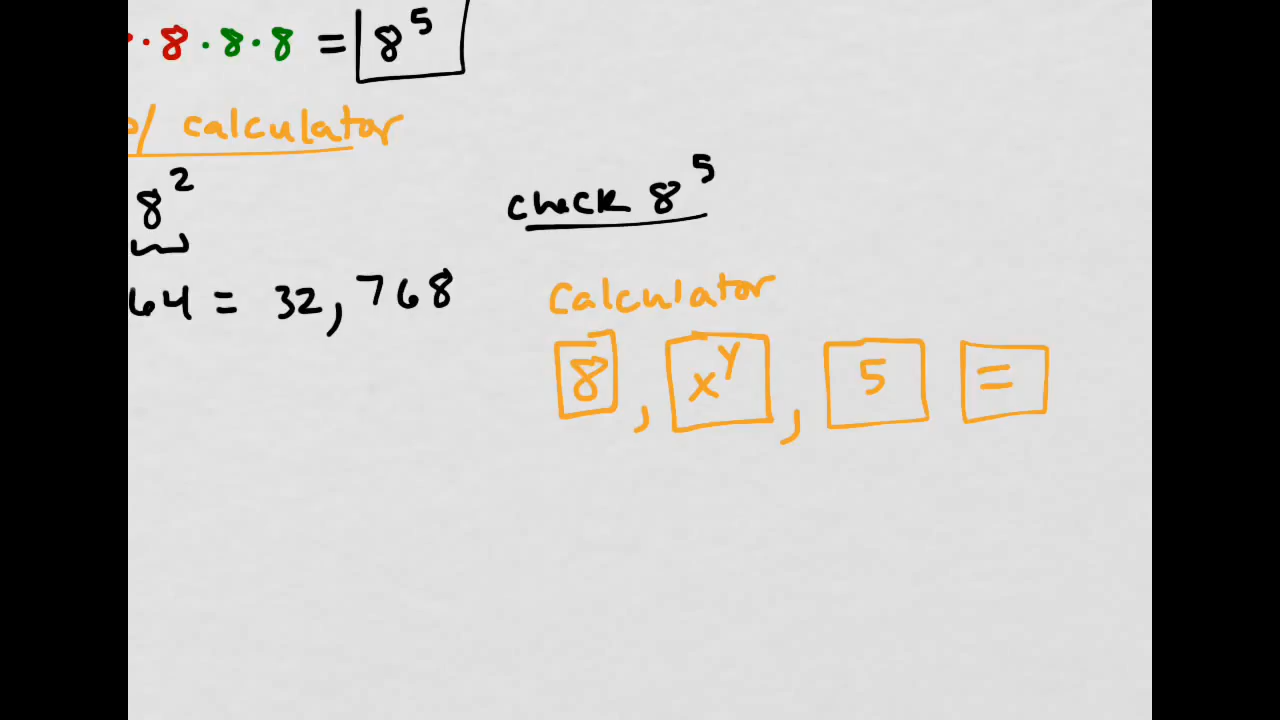 · 8 · 8 · 8 = 8⁵
/ calculator
8²
check 8⁵
64 = 32,768
calculator
8 , xʸ , 5 =